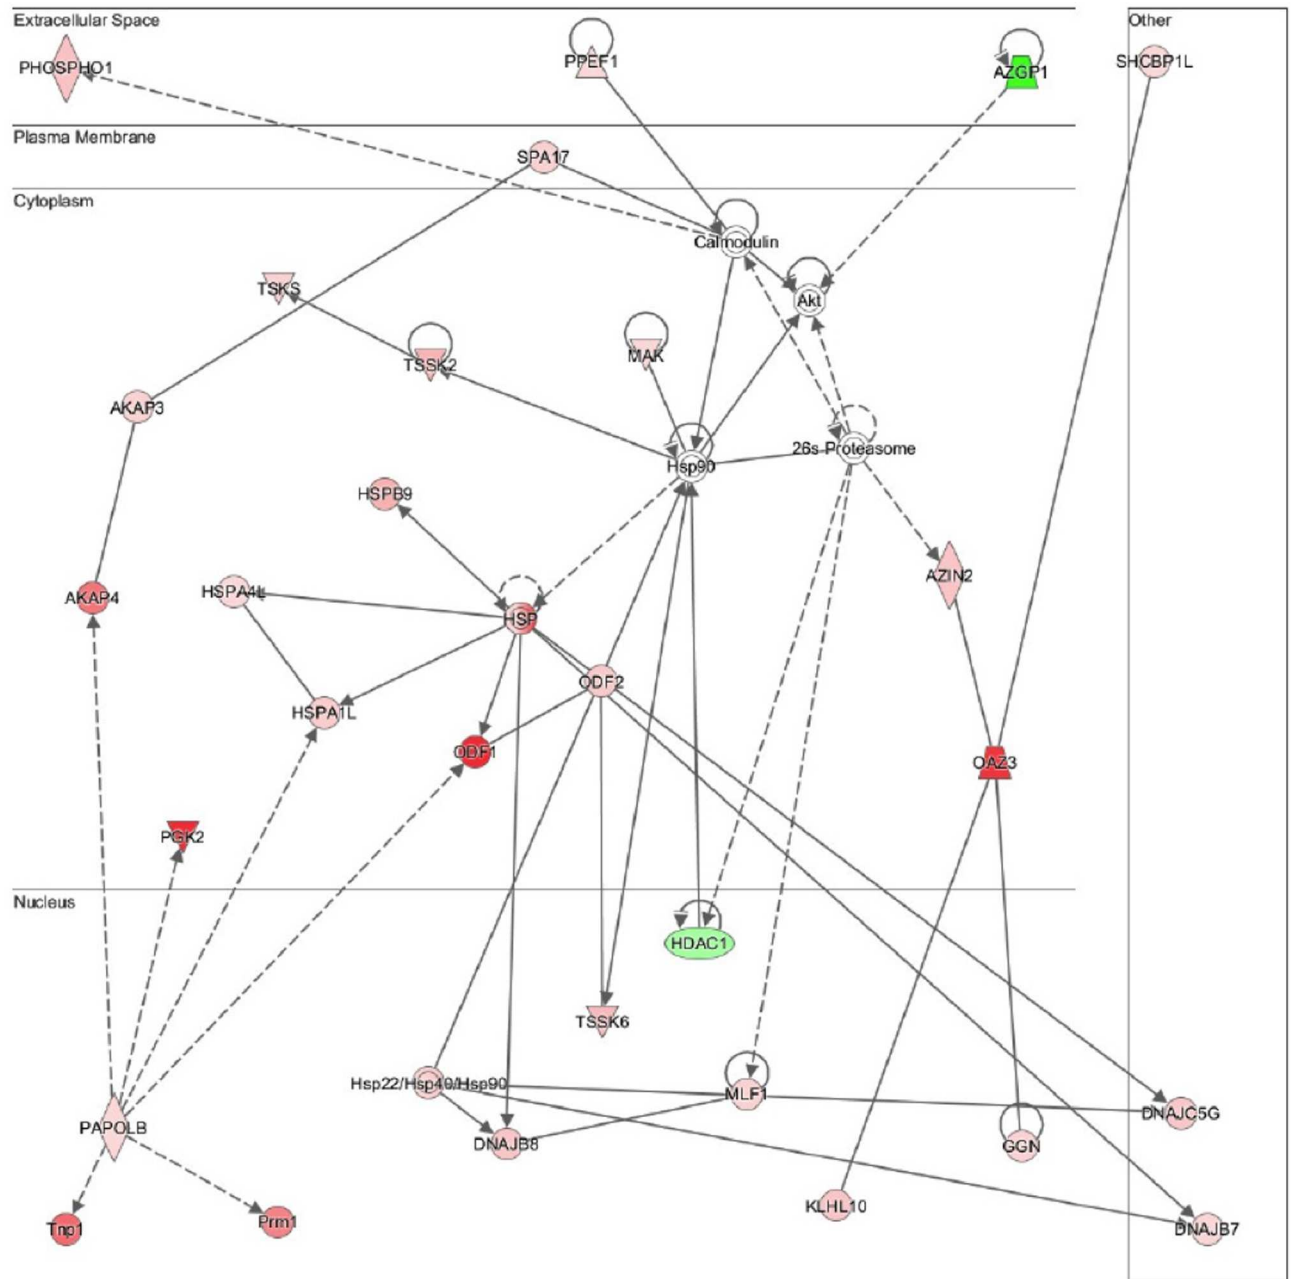 Extracellular Space
Other
PHOSPHO1
PPEF1
AZGP1
SHCBP1L
Plasma Membrane
SPA17
Cytoplasm
Calmodulin
TSKS
Akt
TSSK2
MAK
AKAP3
26s Proteasome
Hsp90
HSPB9
AZIN2
HSPA4L
AKAP4
HSP
ODF2
HSPA1L
ODF1
OAZ3
PGK2
Nucleus
HDAC1
TSSK6
Hsp22/Hsp40/Hsp90
MLF1
DNAJC5G
PAPOLB
DNAJB8
GGN
KLHL10
Tnp1
Prm1
DNAJB7